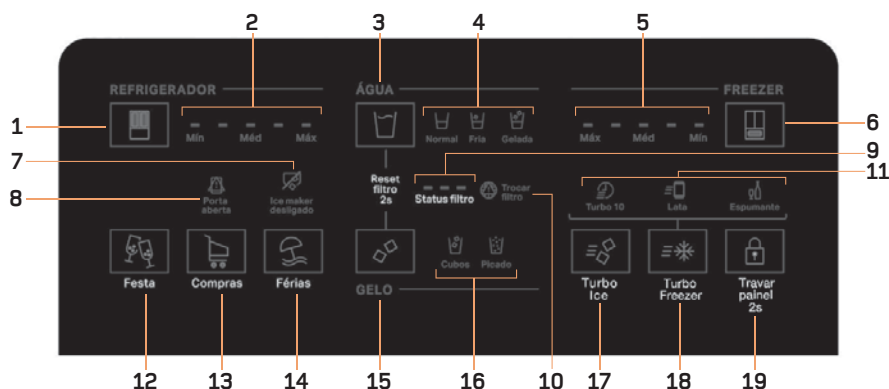 1 2 3 4 5 6
REFRIGERADOR ÁGUA FREEZER
Mín Méd Máx Normal Fria Gelada Máx Méd Mín
7 9
8 Porta aberta Ice maker desligado Reset filtro 2s Status filtro Trocar filtro Turbo 10 Lata Espumante 11
Cubos Picado
Festa Compras Férias GELO Turbo Ice Turbo Freezer Travar painel 2s
12 13 14 15 16 10 17 18 19